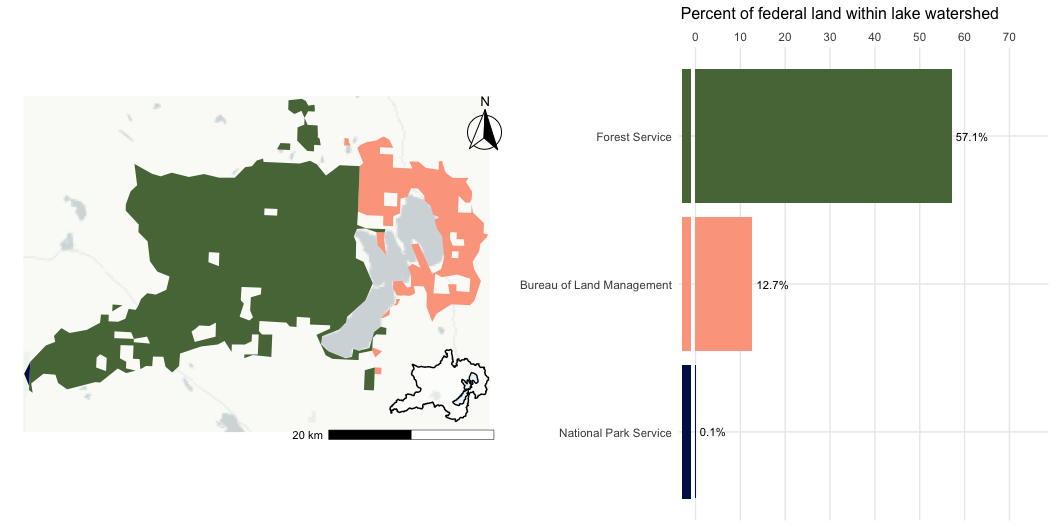 Percent of federal land within lake watershed
0 10 20 30 40 50 60 70
N
Forest Service
57.1%
Bureau of Land Management
12.7%
20 km
National Park Service
0.1%